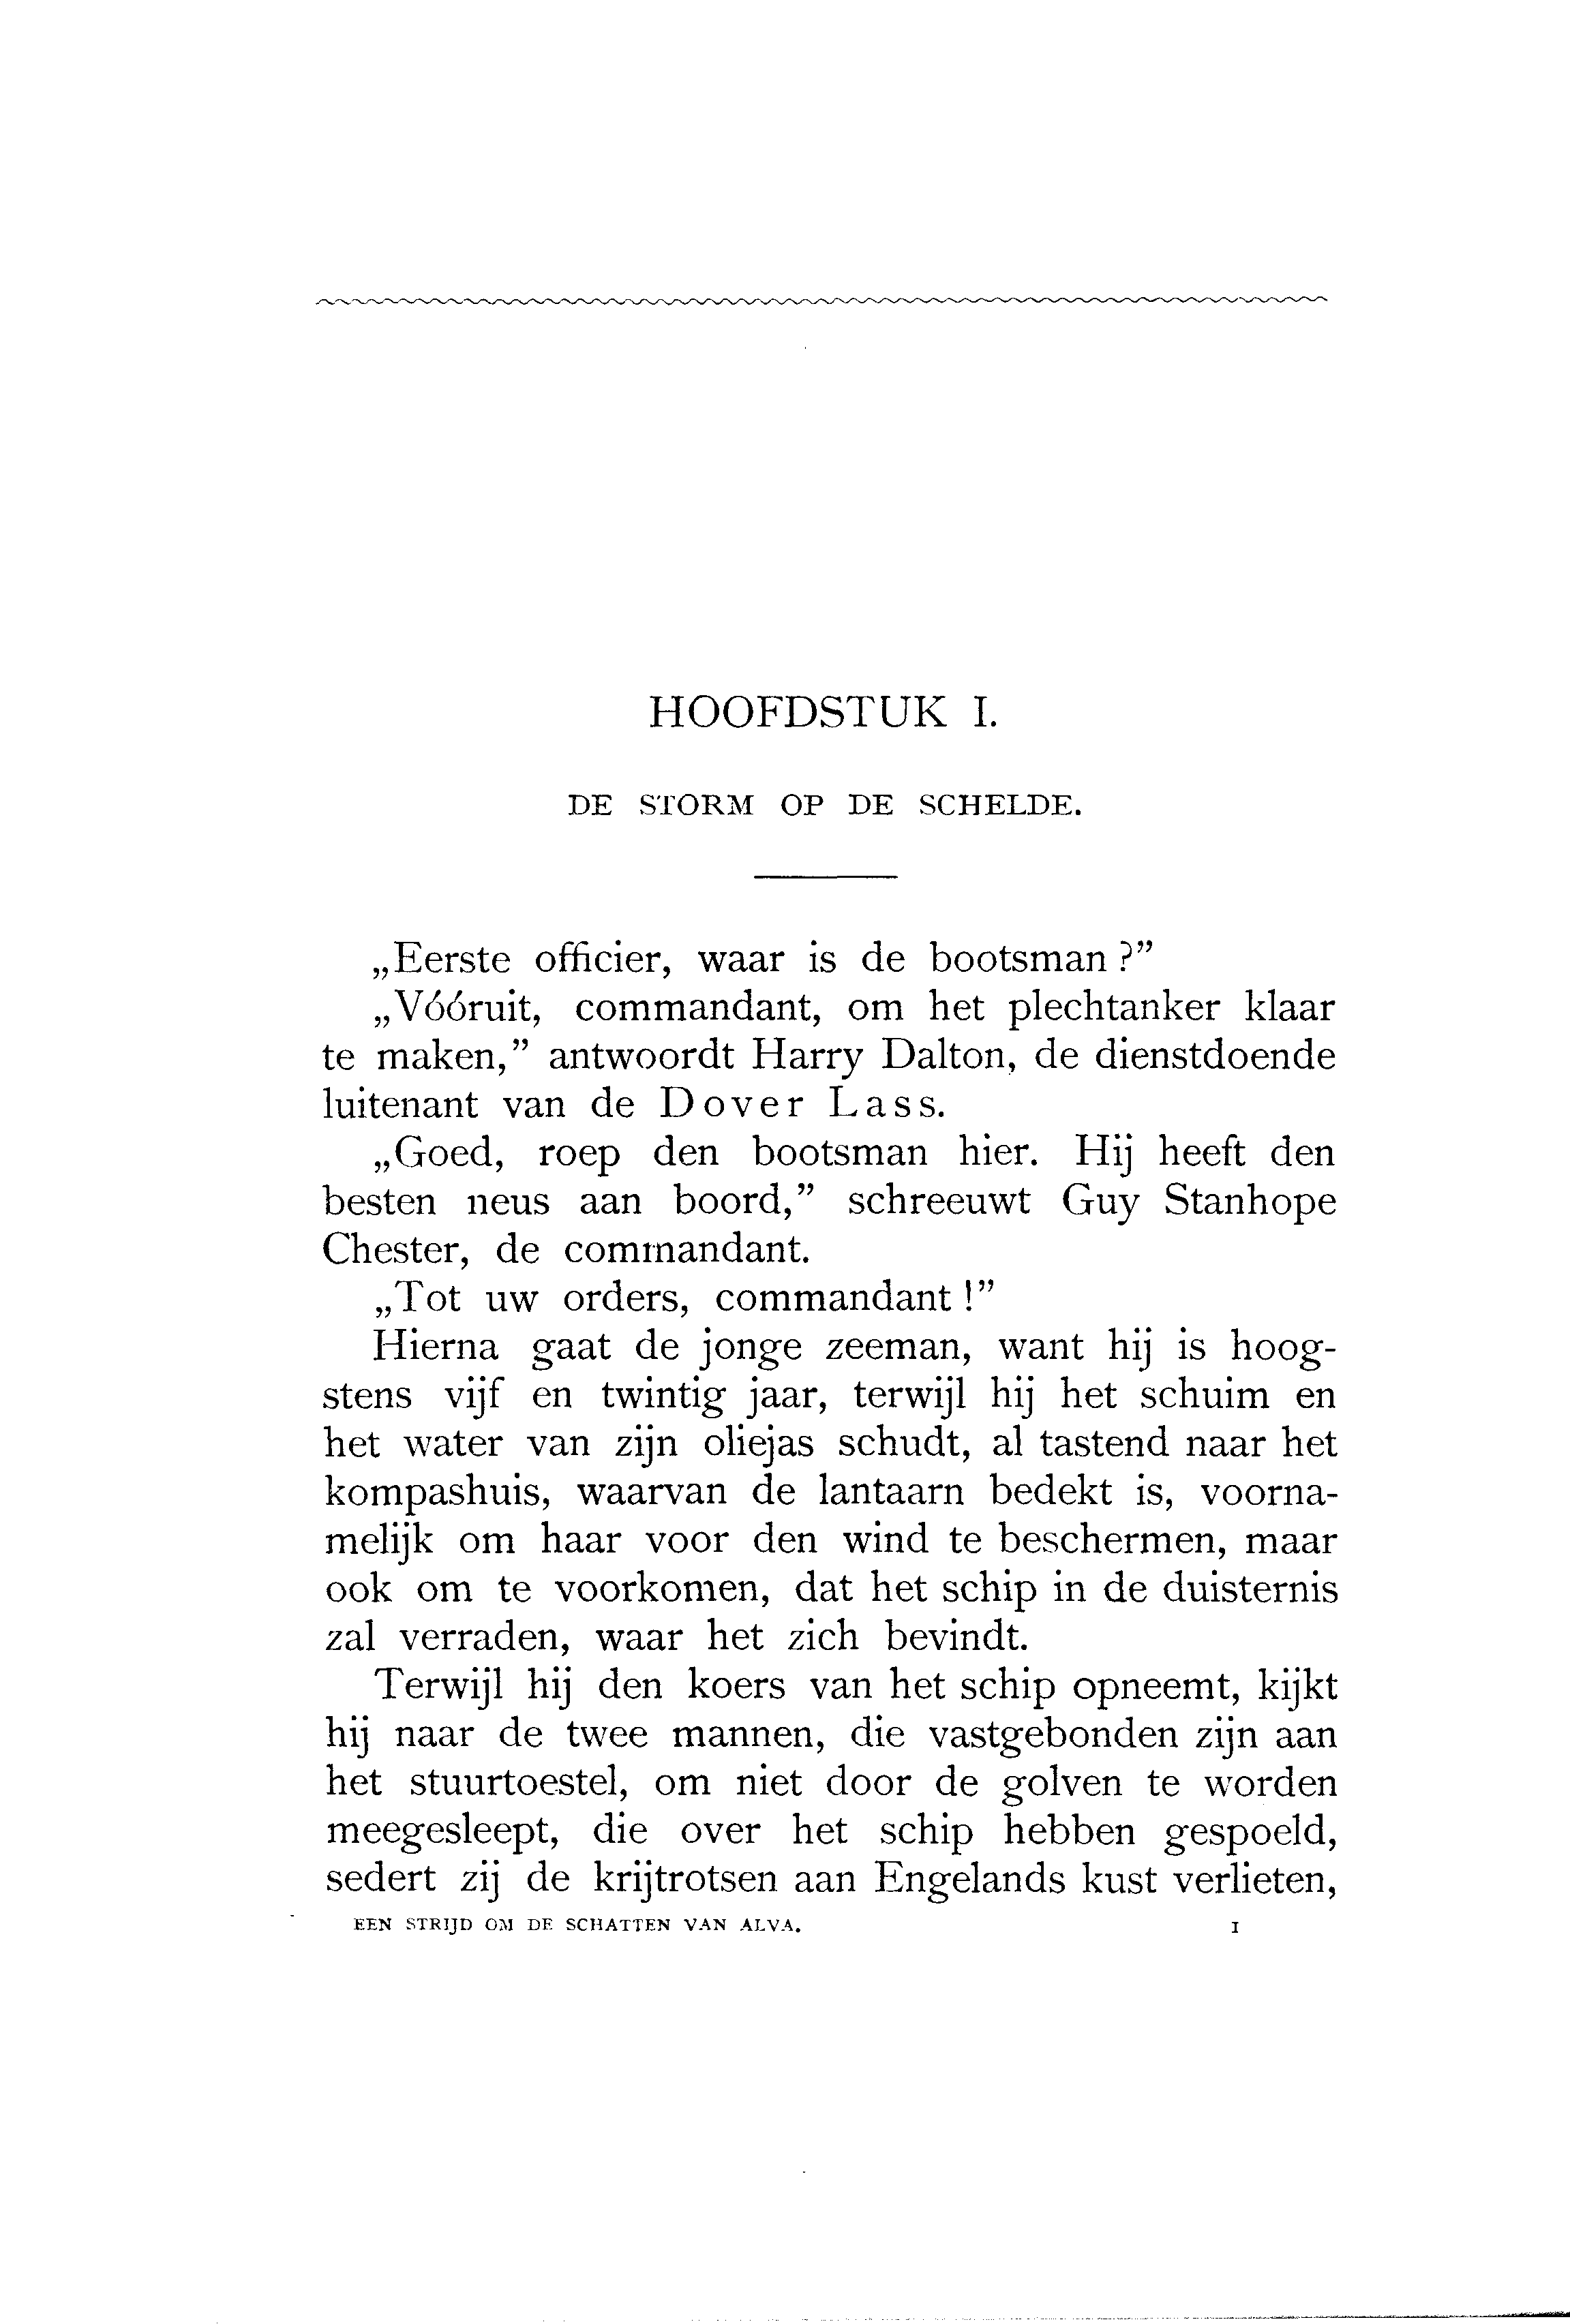 HOOFDSTUK I.
DE STORM OP DE SCHELDE.
„Eerste officier, waar is de bootsman?”
„Vóóruit, commandant, om het plechtanker klaar
te maken,” antwoordt Harry Dalton, de dienstdoende
luitenant van de Dover Lass.
„Goed, roep den bootsman hier. Hij heeft den
besten neus aan boord,” schreeuwt Guy Stanhope
Chester, de commandant.
„Tot uw orders, commandant!”
Hierna gaat de jonge zeeman, want hij is hoog-
stens vijf en twintig jaar, terwijl hij het schuim en
het water van zijn oliejas schudt, al tastend naar het
kompashuis, waarvan de lantaarn bedekt is, voorna-
melijk om haar voor den wind te beschermen, maar
ook om te voorkomen, dat het schip in de duisternis
zal verraden, waar het zich bevindt.
Terwijl hij den koers van het schip opneemt, kijkt
hij naar de twee mannen, die vastgebonden zijn aan
het stuurtoestel, om niet door de golven te worden
meegesleept, die over het schip hebben gespoeld,
sedert zij de krijtrotsen aan Engelands kust verlieten,
EEN STRIJD OM DE SCHATTEN VAN ALVA. 1